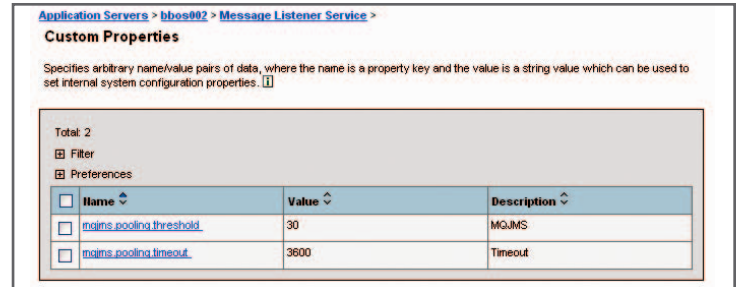 Application Servers > bbos002 > Message Listener Service >
Custom Properties
Specifies arbitrary name/value pairs of data, where the name is a property key and the value is a string value which can be used to
set internal system configuration properties. i
Total: 2
Filter
Preferences
Name Value Description
mqjms.pooling.threshold 30 MQJMS
mqjms.pooling.timeout 3600 Timeout